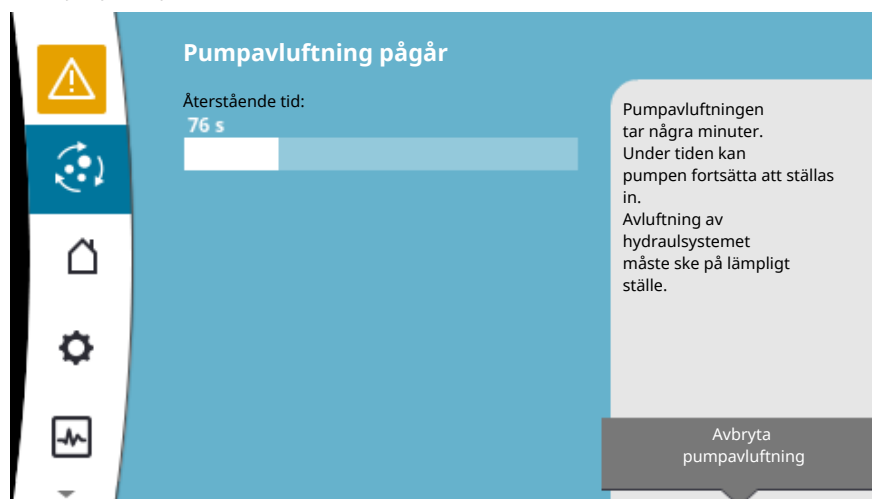 Pumpavluftning pågår
Återstående tid:
76 s
Pumpavluftningen
tar några minuter.
Under tiden kan
pumpen fortsätta att ställas
in.
Avluftning av
hydraulsystemet
måste ske på lämpligt
ställe.
Avbryta
pumpavluftning